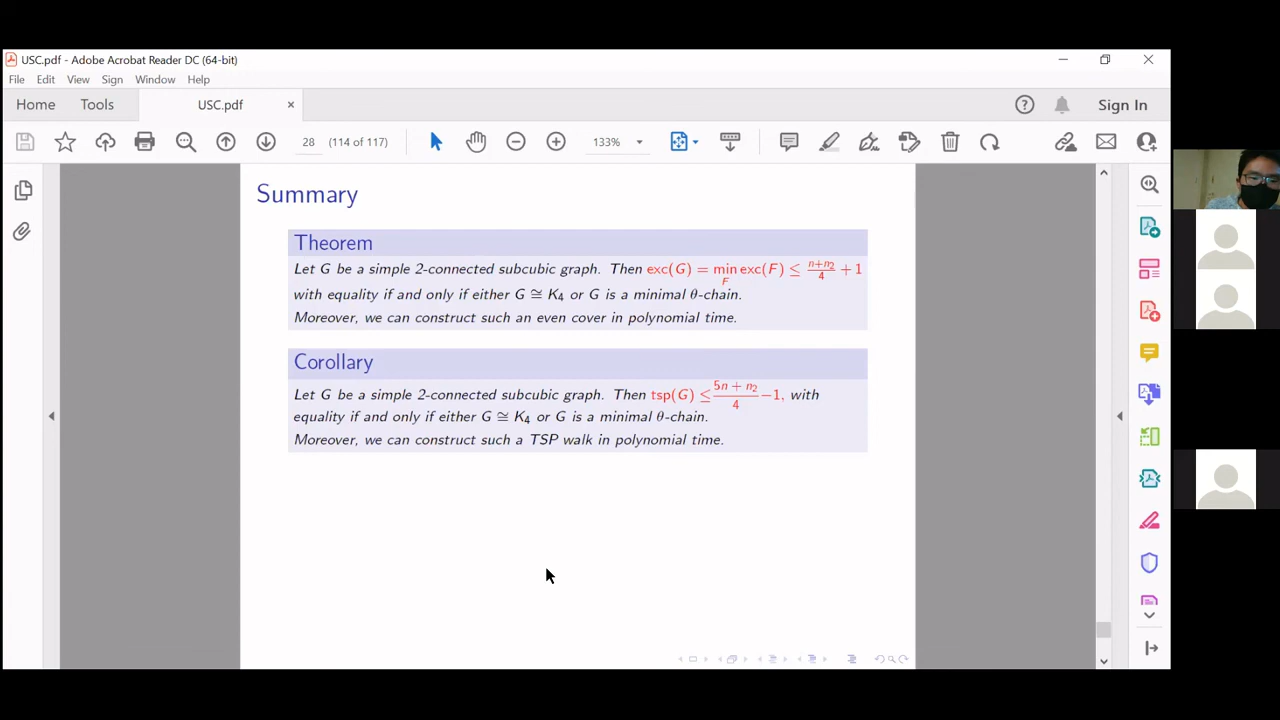 USC.pdf - Adobe Acrobat Reader DC (64-bit)
File Edit View Sign Window Help
Home Tools USC.pdf × Sign In
28 (114 of 117) 133%
Summary
Theorem
Let G be a simple 2-connected subcubic graph. Then exc(G) = min_F exc(F) ≤ (n+n₂)/4 + 1
with equality if and only if either G ≅ K₄ or G is a minimal θ-chain.
Moreover, we can construct such an even cover in polynomial time.
Corollary
Let G be a simple 2-connected subcubic graph. Then tsp(G) ≤ (5n + n₂)/4 − 1, with
equality if and only if either G ≅ K₄ or G is a minimal θ-chain.
Moreover, we can construct such a TSP walk in polynomial time.